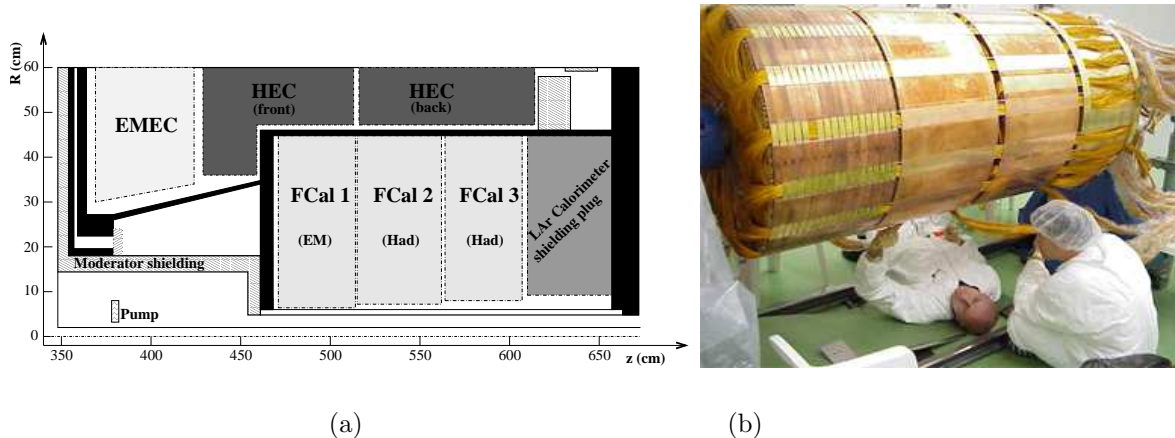 R (cm)
60
50
40
30
20
10
0
EMEC
HEC
(front)
HEC
(back)
FCal 1
(EM)
FCal 2
(Had)
FCal 3
(Had)
LAr Calorimeter
shielding plug
Moderator shielding
Pump
350
400
450
500
550
600
650
z (cm)
(a)
(b)